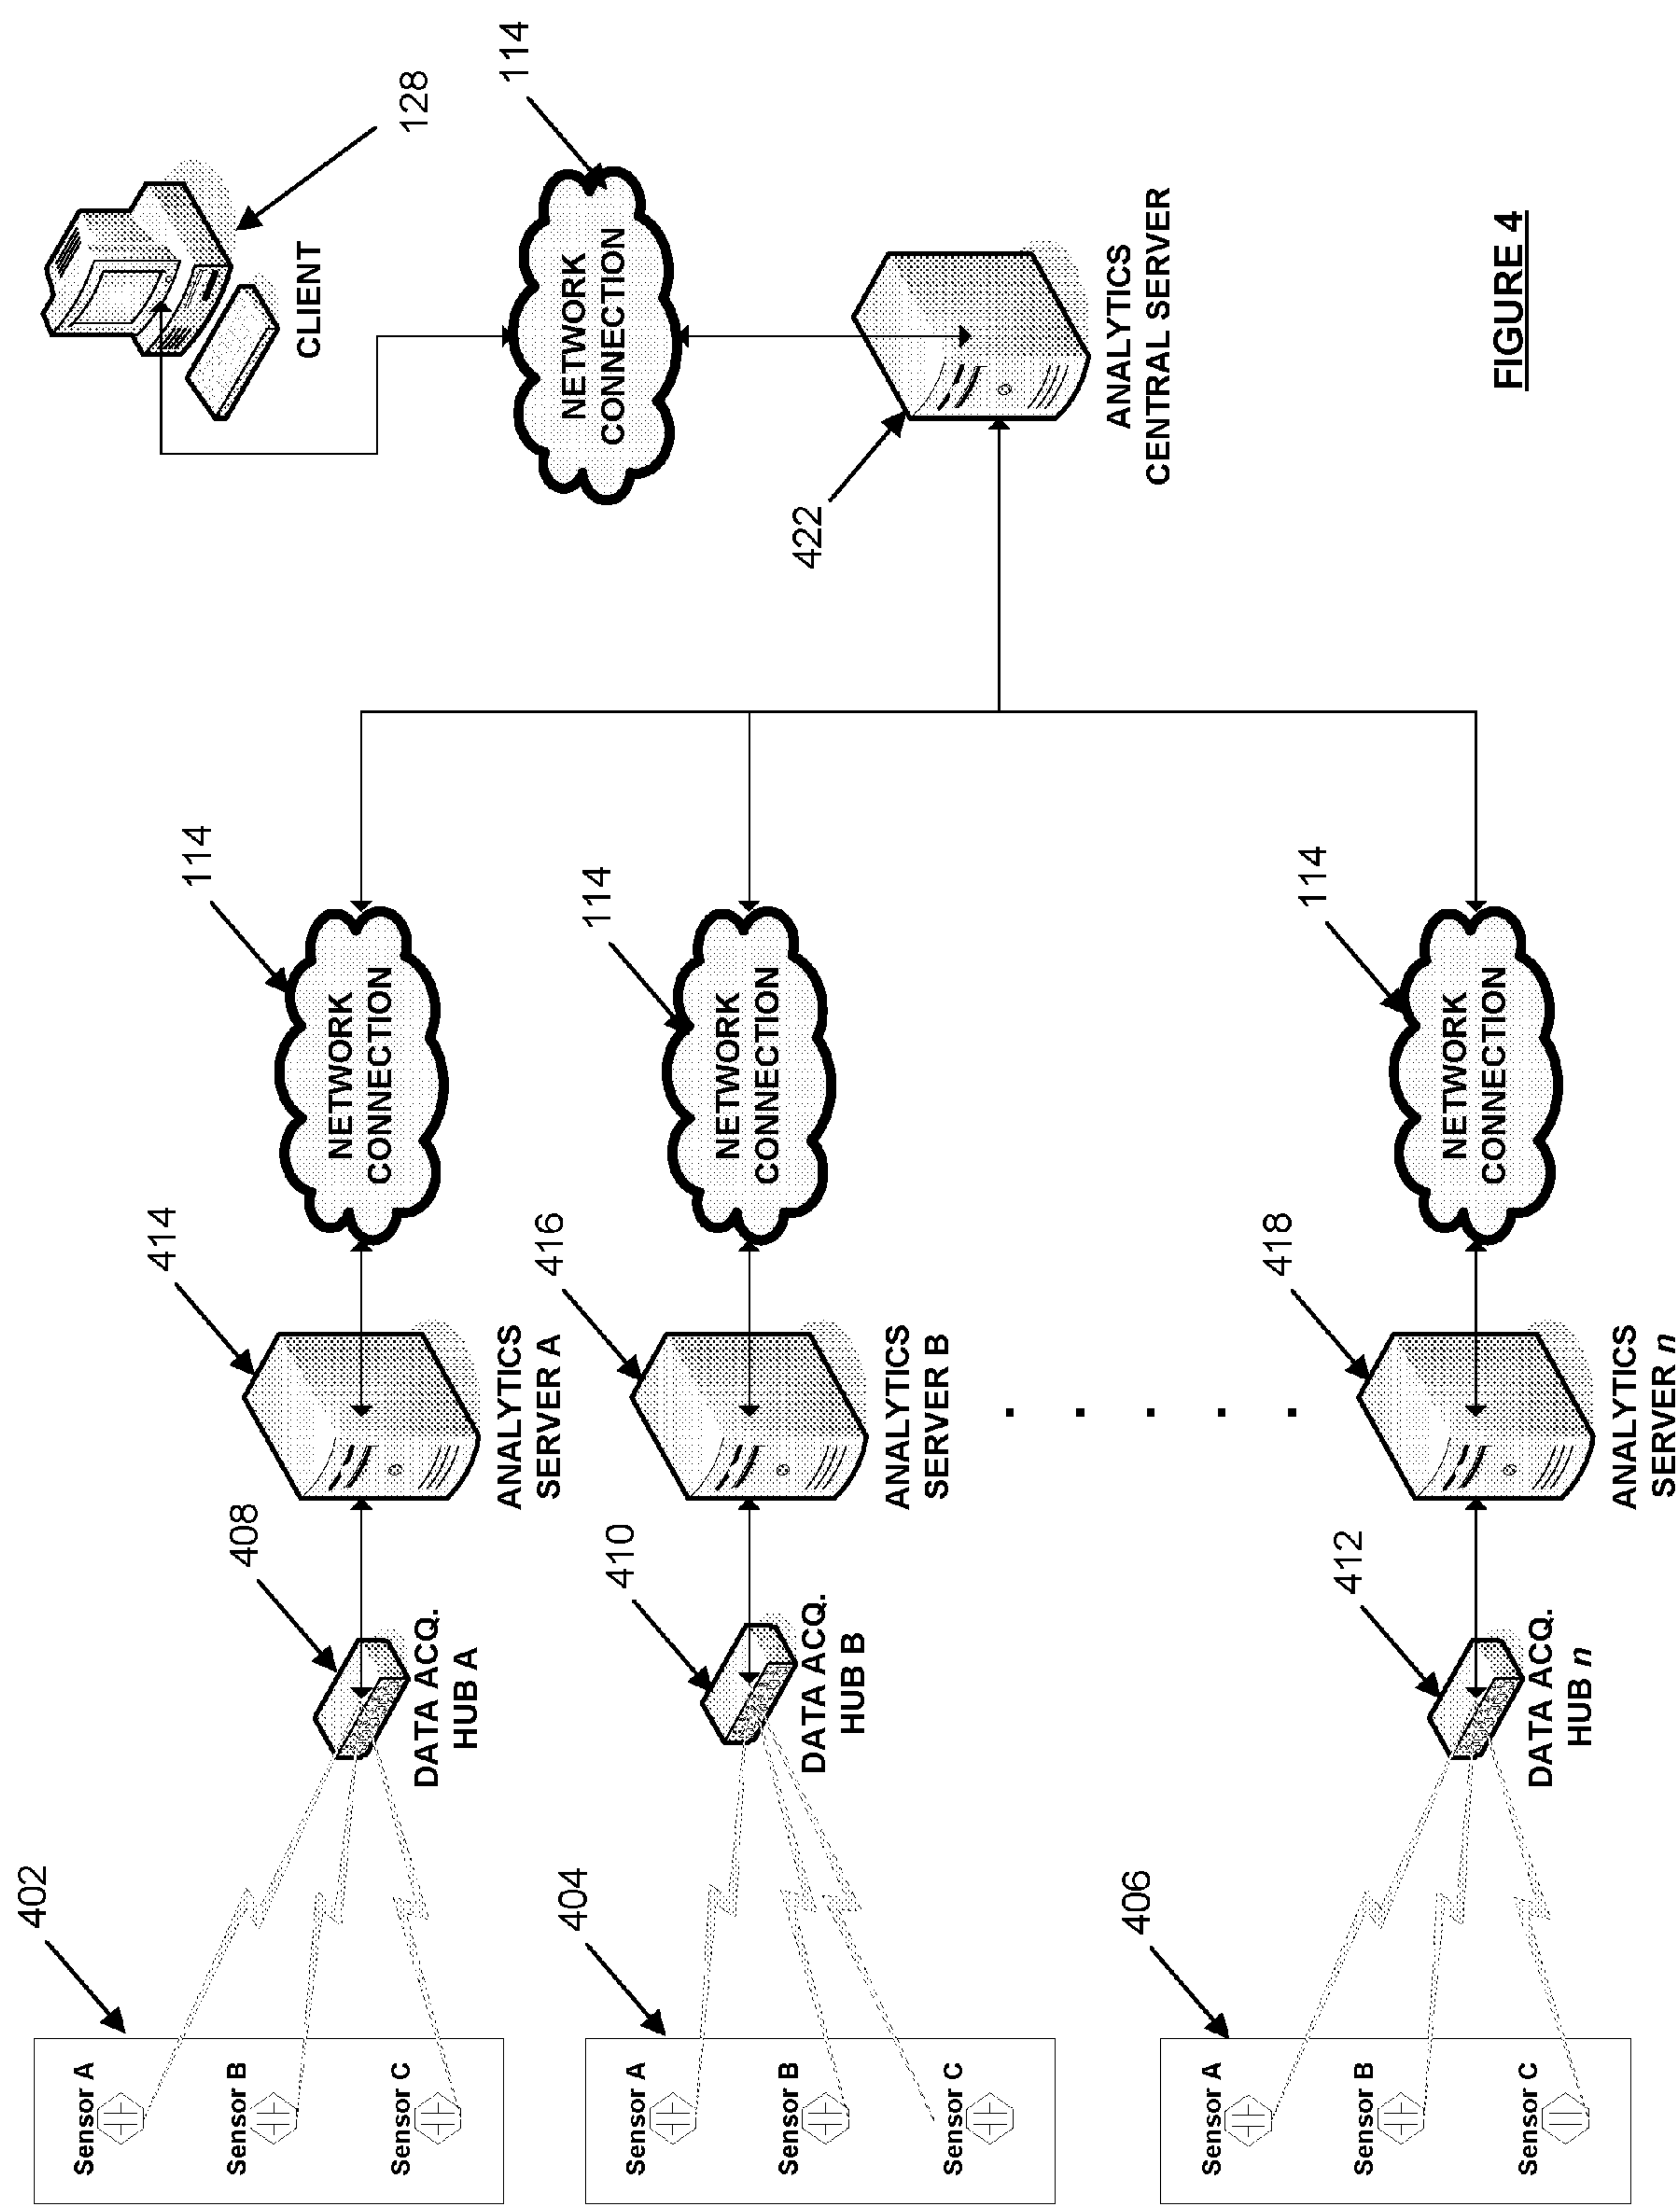 402
Sensor A
Sensor B
Sensor C
408
DATA ACQ.
HUB A
414
ANALYTICS
SERVER A
114
NETWORK
CONNECTION
404
Sensor A
Sensor B
Sensor C
410
DATA ACQ.
HUB B
416
ANALYTICS
SERVER B
114
NETWORK
CONNECTION
. . . . .
406
Sensor A
Sensor B
Sensor C
412
DATA ACQ.
HUB n
418
ANALYTICS
SERVER n
114
NETWORK
CONNECTION
128
CLIENT
114
NETWORK
CONNECTION
422
ANALYTICS
CENTRAL SERVER
FIGURE 4